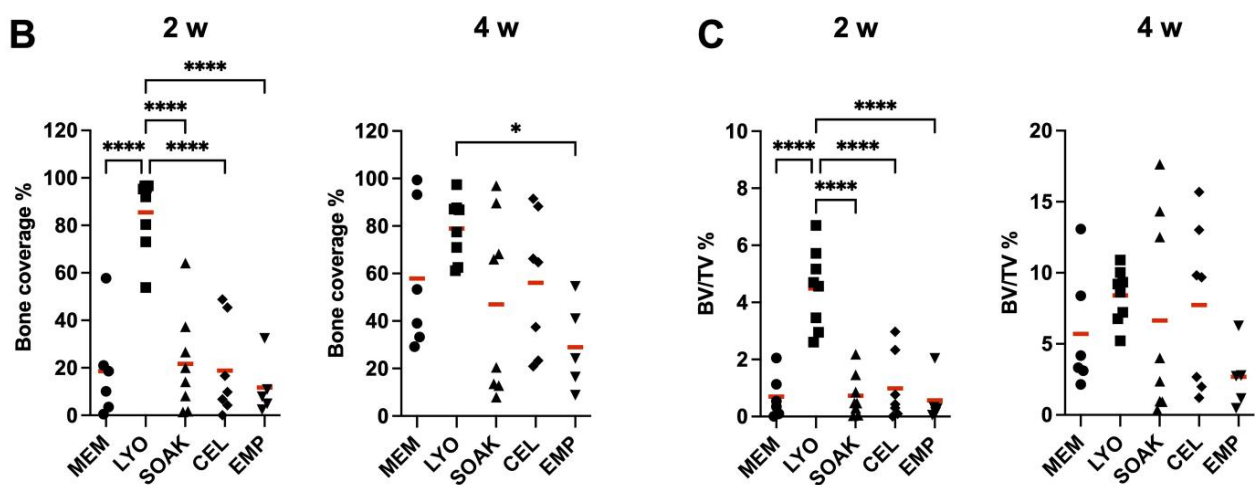 B
2 w
4 w
C
2 w
4 w
Bone coverage %
120
100
80
60
40
20
0
****
****
****
****
MEM
LYO
SOAK
CEL
EMP
Bone coverage %
120
100
80
60
40
20
0
*
MEM
LYO
SOAK
CEL
EMP
BV/TV %
10
8
6
4
2
0
****
****
****
****
MEM
LYO
SOAK
CEL
EMP
BV/TV %
20
15
10
5
0
MEM
LYO
SOAK
CEL
EMP